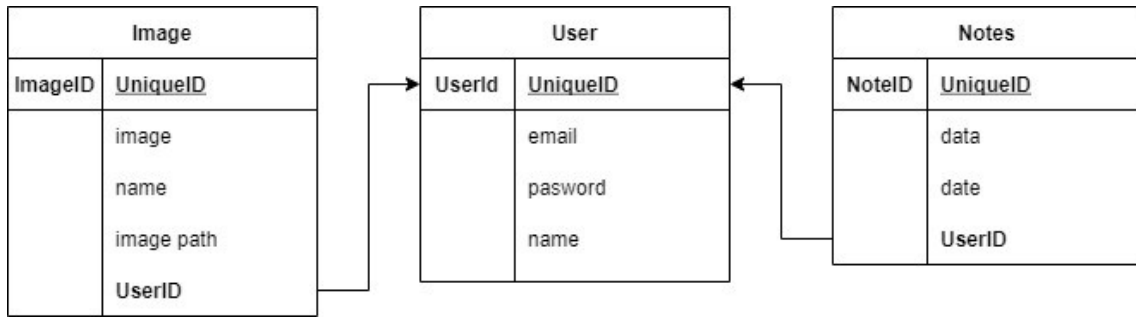 Image
ImageID UniqueID
image
name
image path
UserID
User
UserId UniqueID
email
pasword
name
Notes
NoteID UniqueID
data
date
UserID